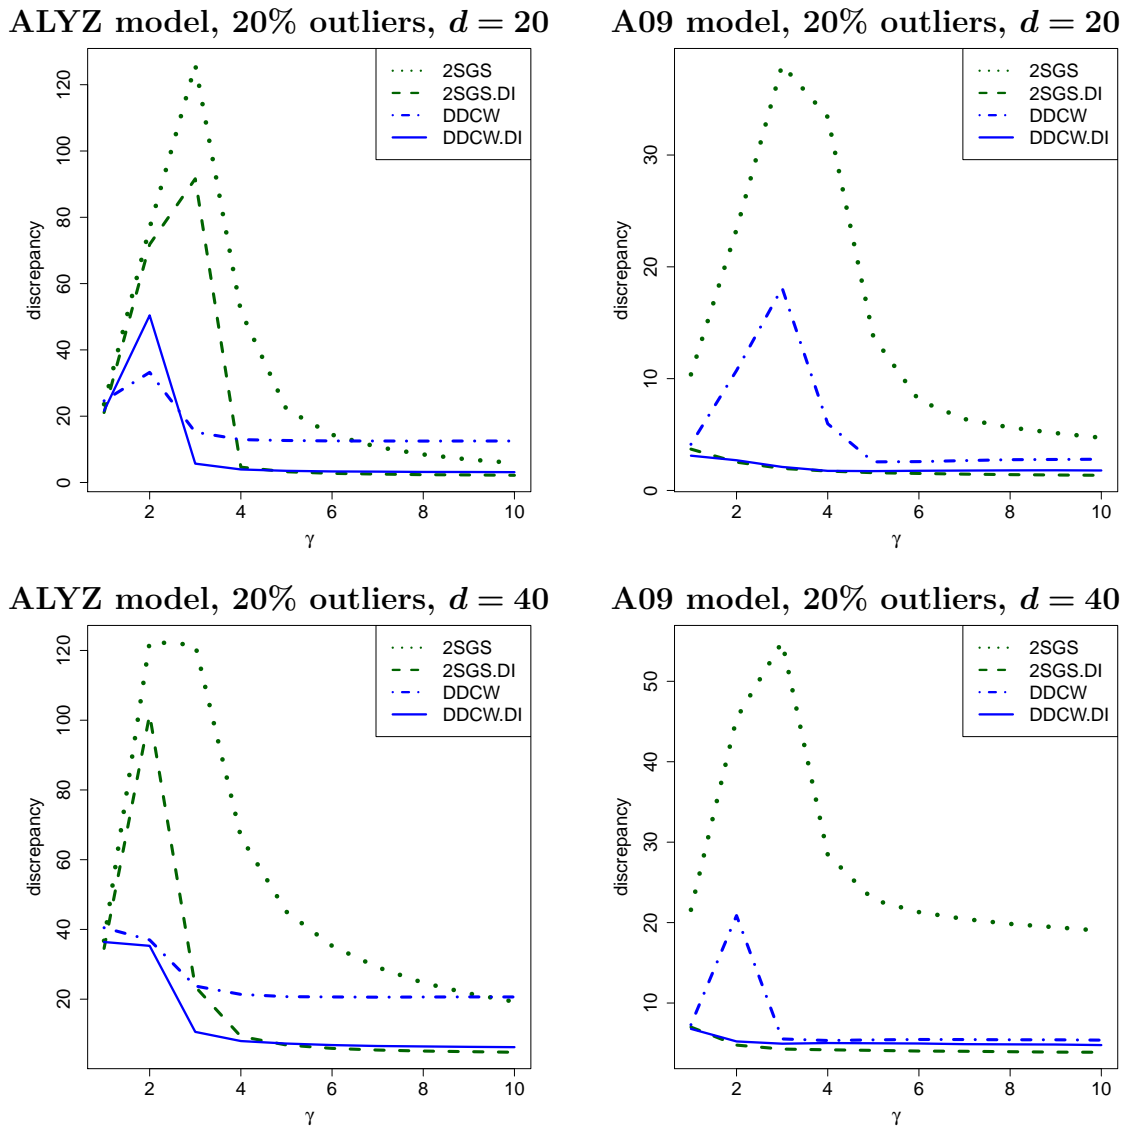 ALYZ model, 20% outliers, d = 20
2SGS
2SGS.DI
DDCW
DDCW.DI
discrepancy
0 20 40 60 80 100 120
2 4 6 8 10
γ
A09 model, 20% outliers, d = 20
2SGS
2SGS.DI
DDCW
DDCW.DI
discrepancy
0 10 20 30
2 4 6 8 10
γ
ALYZ model, 20% outliers, d = 40
2SGS
2SGS.DI
DDCW
DDCW.DI
discrepancy
20 40 60 80 100 120
2 4 6 8 10
γ
A09 model, 20% outliers, d = 40
2SGS
2SGS.DI
DDCW
DDCW.DI
discrepancy
10 20 30 40 50
2 4 6 8 10
γ